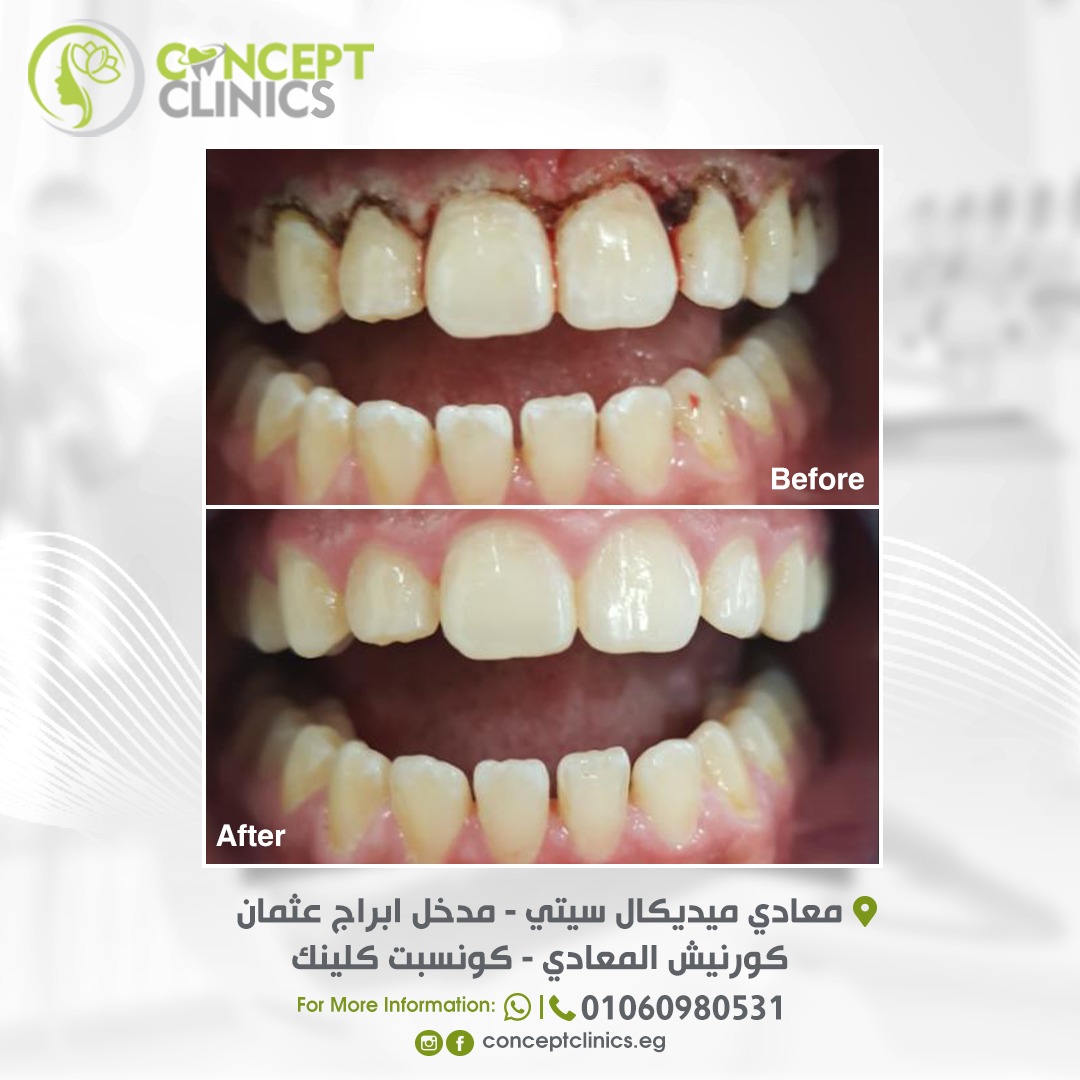 CONCEPT
CLINICS
Before
After
معادي ميديكال سيتي - مدخل ابراج عثمان
كورنيش المعادي - كونسبت كلينك
For More Information: | 01060980531
conceptclinics.eg